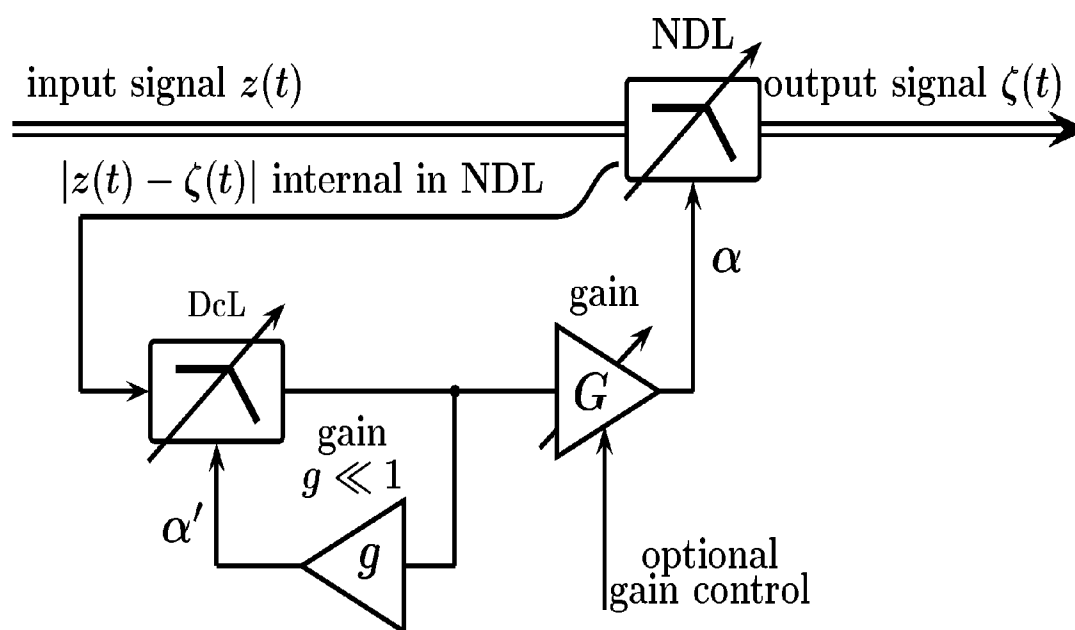 NDL
input signal z(t)
output signal ζ(t)
|z(t) − ζ(t)| internal in NDL
α
DcL
gain
G
gain
g ≪ 1
α′
g
optional
gain control